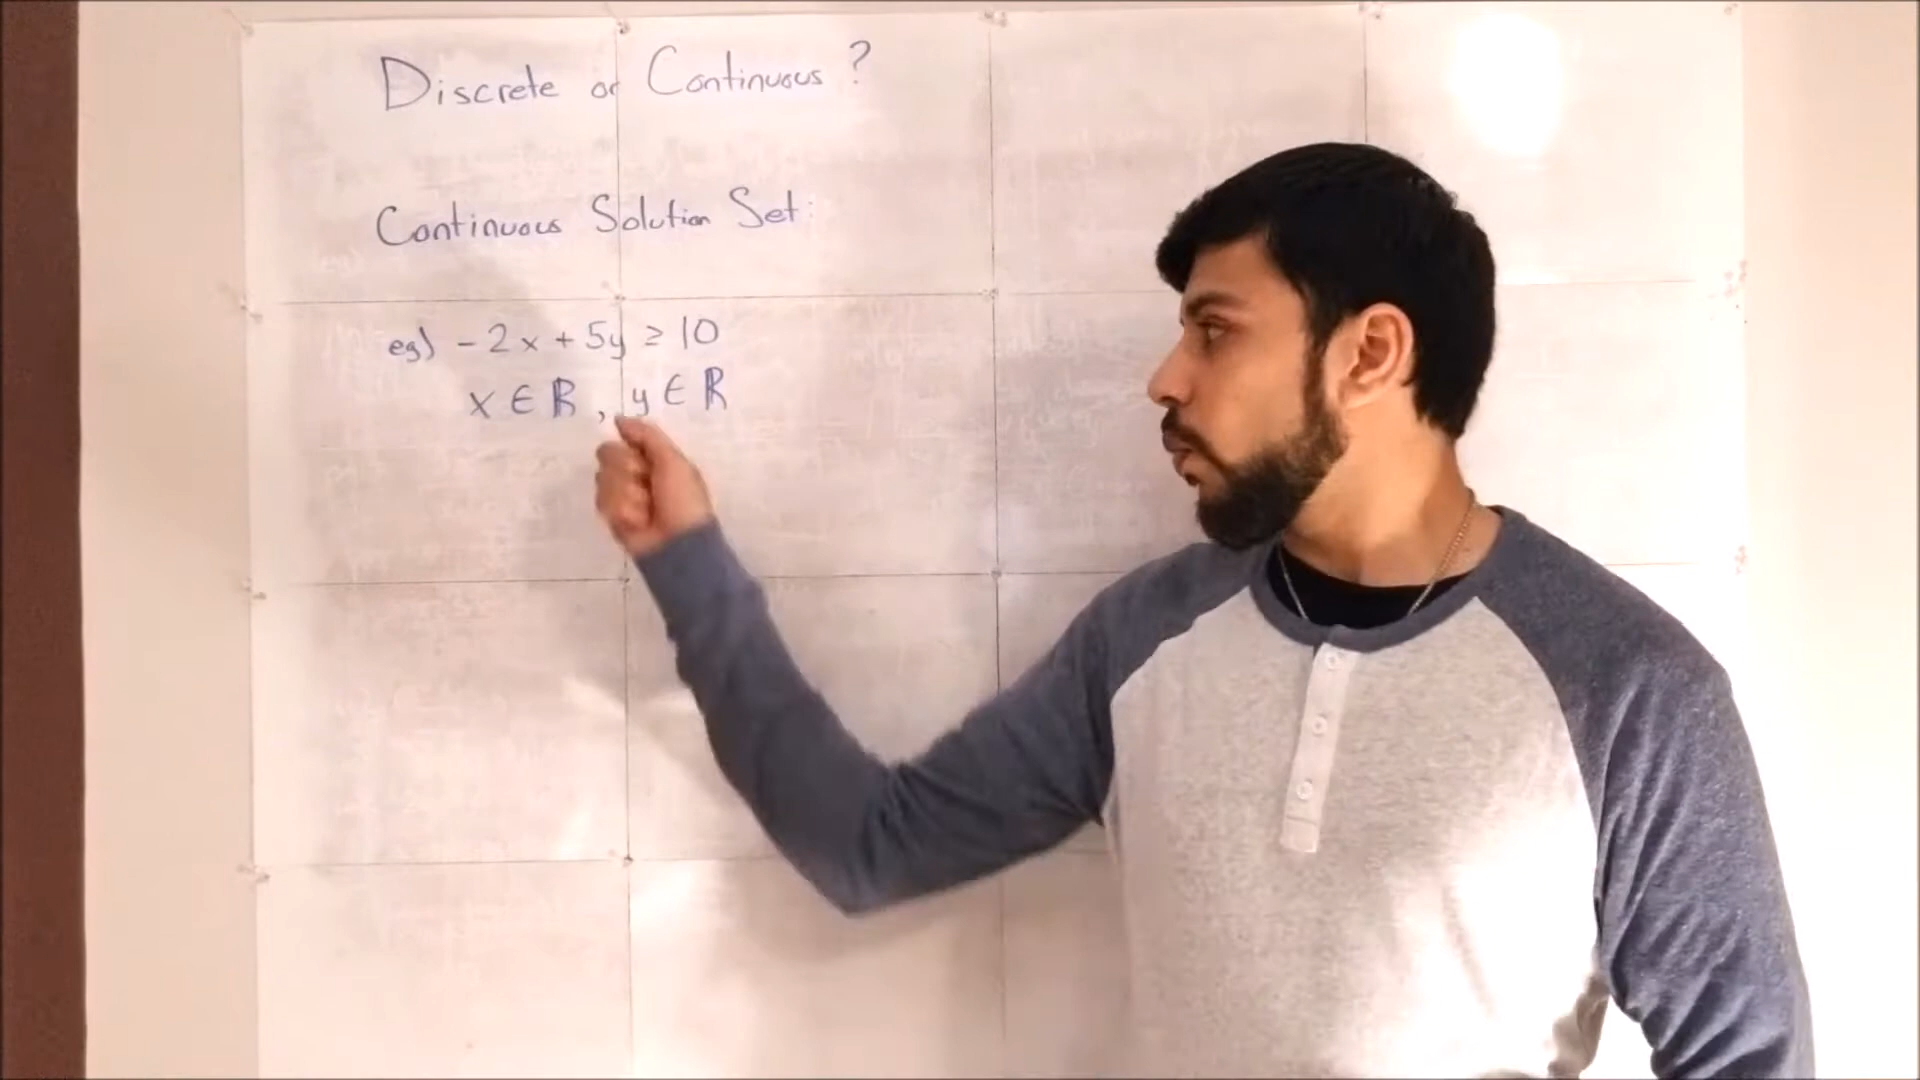 Discrete or Continuous ?
Continuous Solution Set:
eg) -2x + 5y ≥ 10
x ∈ ℝ , y ∈ ℝ